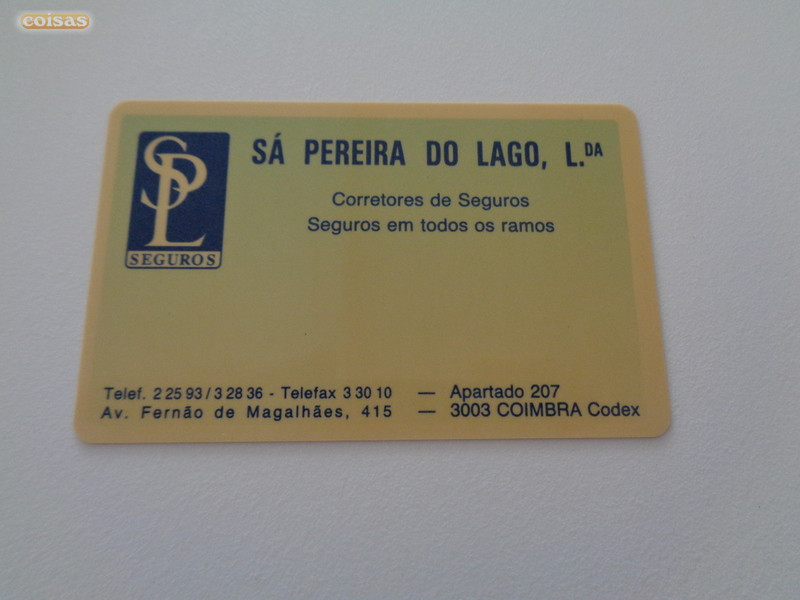 coisas
SÁ PEREIRA DO LAGO, L.DA
Corretores de Seguros
Seguros em todos os ramos
SPL
SEGUROS
Telef. 2 25 93 / 3 28 36 - Telefax 3 30 10 — Apartado 207
Av. Fernão de Magalhães, 415 — 3003 COIMBRA Codex